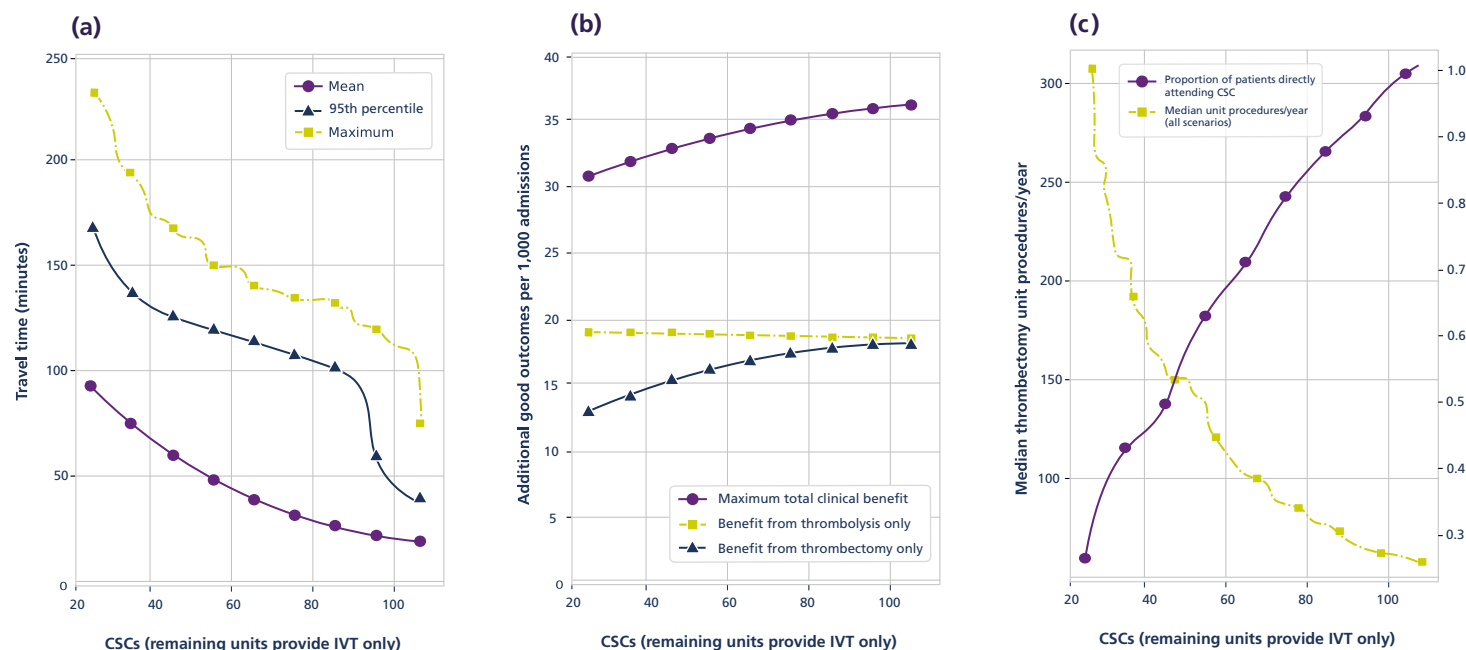 (a)
250
200
150
100
50
0
20
40
60
80
100
Travel time (minutes)
Mean
95th percentile
Maximum
CSCs (remaining units provide IVT only)
(b)
40
35
30
25
20
15
10
5
0
20
40
60
80
100
Additional good outcomes per 1,000 admissions
Maximum total clinical benefit
Benefit from thrombolysis only
Benefit from thrombectomy only
CSCs (remaining units provide IVT only)
(c)
300
250
200
150
100
1.0
0.9
0.8
0.7
0.6
0.5
0.4
0.3
20
40
60
80
100
Median thrombectomy unit procedures/year
Proportion of patients directly
attending CSC
Median unit procedures/year
(all scenarios)
CSCs (remaining units provide IVT only)